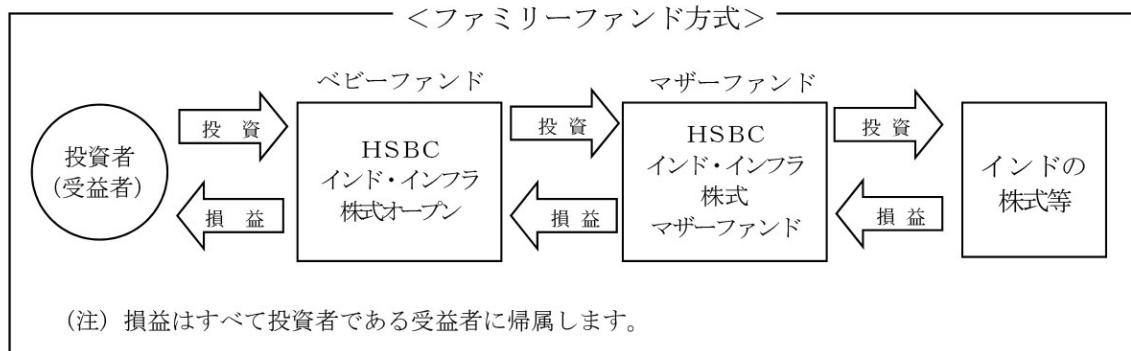 ＜ファミリーファンド方式＞
ベビーファンド
マザーファンド
投資者
(受益者)
投 資
損 益
HSBC
インド・インフラ
株式オープン
投 資
損 益
HSBC
インド・インフラ
株式
マザーファンド
投 資
損 益
インドの
株式等
(注) 損益はすべて投資者である受益者に帰属します。